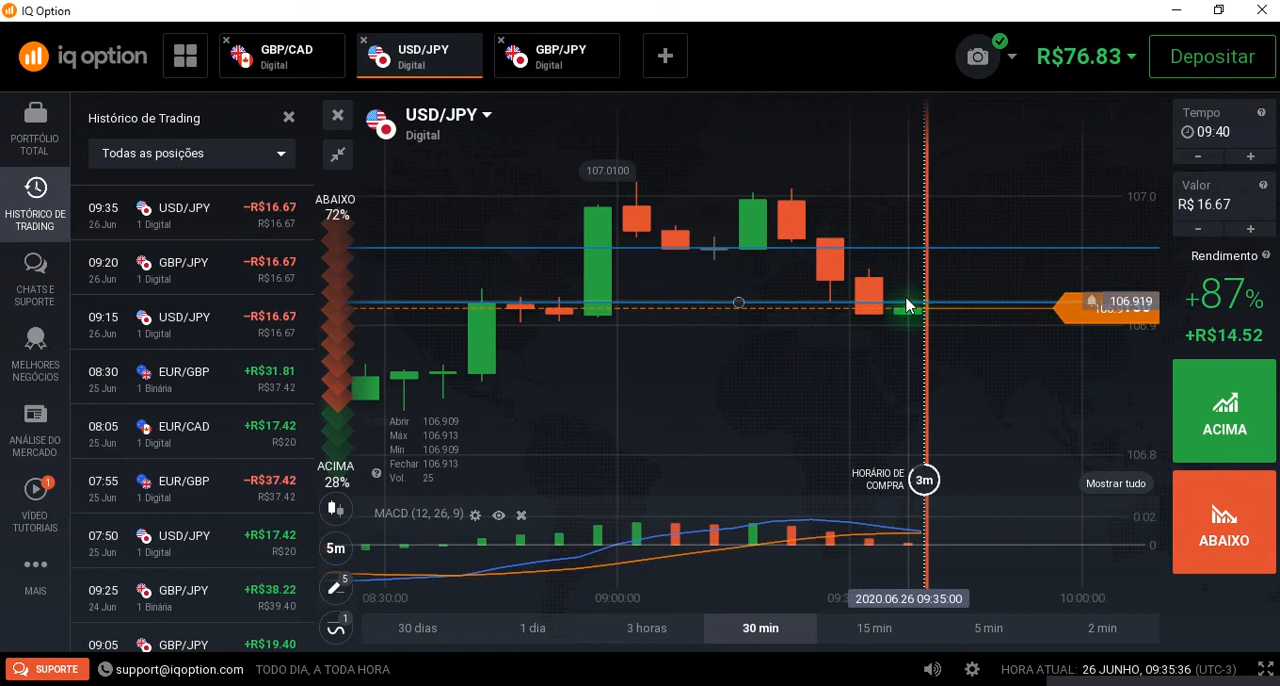 IQ Option
iq option
GBP/CAD
Digital
USD/JPY
Digital
GBP/JPY
Digital
R$76.83
Depositar
PORTFÓLIO
TOTAL
HISTÓRICO DE
TRADING
CHATS E
SUPORTE
MELHORES
NEGÓCIOS
ANÁLISE DO
MERCADO
1
VÍDEO
TUTORIAIS
MAIS
Histórico de Trading
Todas as posições
09:35 USD/JPY −R$16.67
26 Jun 1 Digital R$16.67
09:20 GBP/JPY −R$16.67
26 Jun 1 Digital R$16.67
09:15 USD/JPY −R$16.67
26 Jun 1 Digital R$16.67
08:30 EUR/GBP +R$31.81
25 Jun 1 Binária R$37.42
08:05 EUR/CAD +R$17.42
25 Jun 1 Digital R$20
07:55 EUR/GBP −R$37.42
25 Jun 1 Digital R$37.42
07:50 USD/JPY +R$17.42
25 Jun 1 Digital R$20
09:25 GBP/JPY +R$38.22
24 Jun 1 Binária R$39.40
09:05 GBP/JPY +R$19.40
USD/JPY
Digital
ABAIXO
72%
ACIMA
28%
107.0100
107.0
106.919
106.9
106.8
Abrir 106.909
Máx 106.913
Mín 106.909
Fechar 106.913
Vol. 25
HORÁRIO DE
COMPRA
3m
Mostrar tudo
MACD (12, 26, 9)
0.02
0
5m
5
1
08:30:00
09:00:00
2020.06.26 09:35:00
10:00:00
30 dias
1 dia
3 horas
30 min
15 min
5 min
2 min
Tempo
09:40
Valor
R$ 16.67
Rendimento
+87%
+R$14.52
ACIMA
ABAIXO
SUPORTE
support@iqoption.com
TODO DIA, A TODA HORA
HORA ATUAL: 26 JUNHO, 09:35:36 (UTC-3)